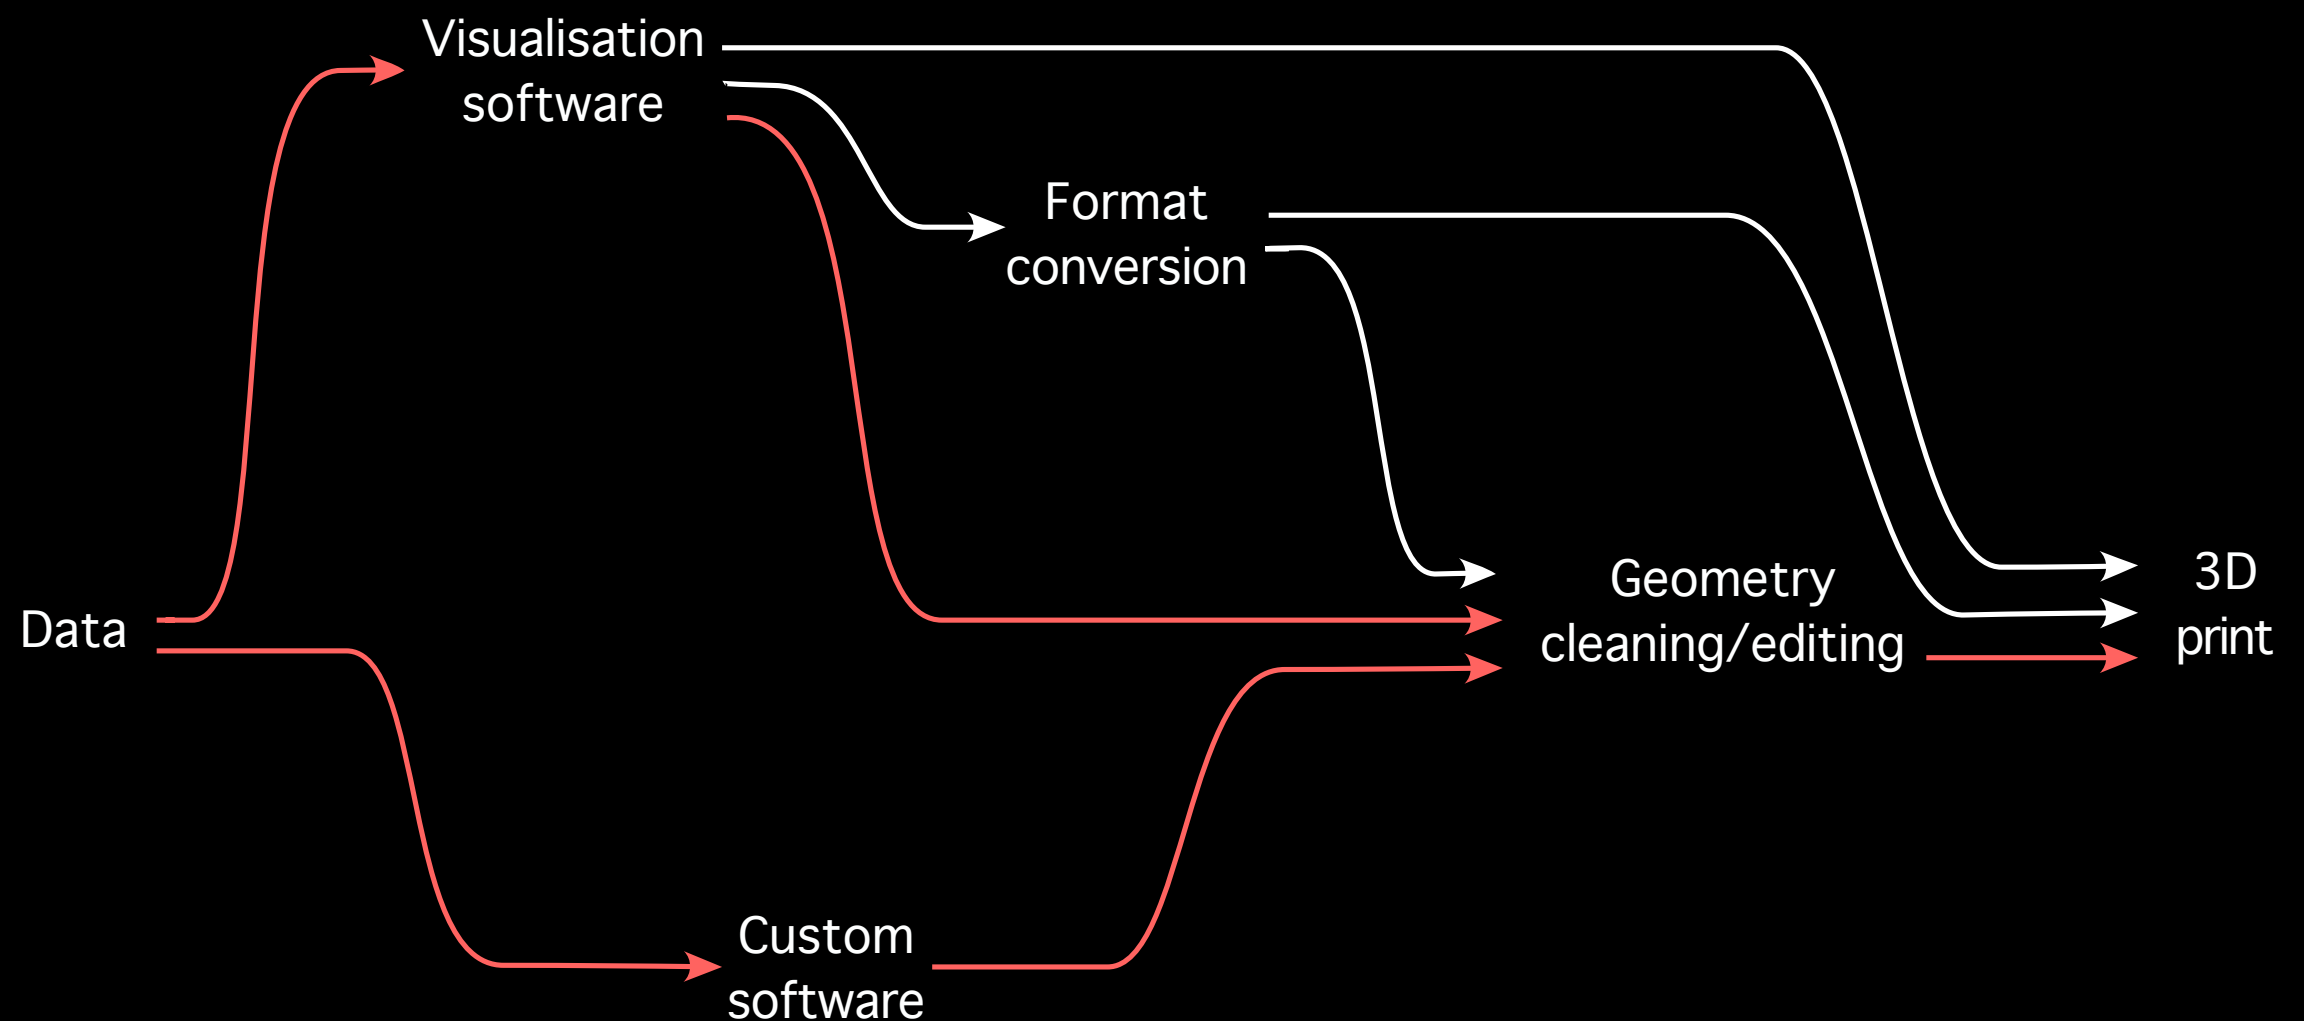 Visualisation
software
Format
conversion
Data
Geometry
cleaning/editing
3D
print
Custom
software